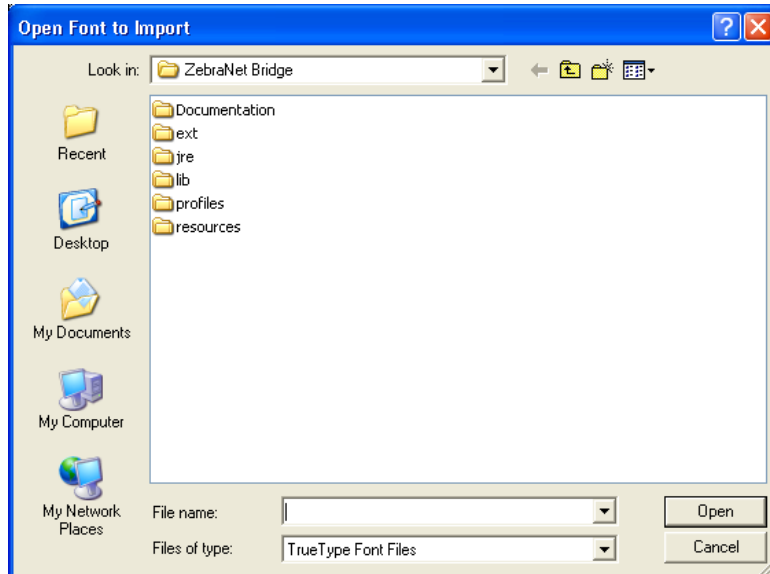 Open Font to Import
Look in: ZebraNet Bridge
Recent
Desktop
My Documents
My Computer
My Network
Places
Documentation
ext
jre
lib
profiles
resources
File name:
Open
Files of type: TrueType Font Files
Cancel